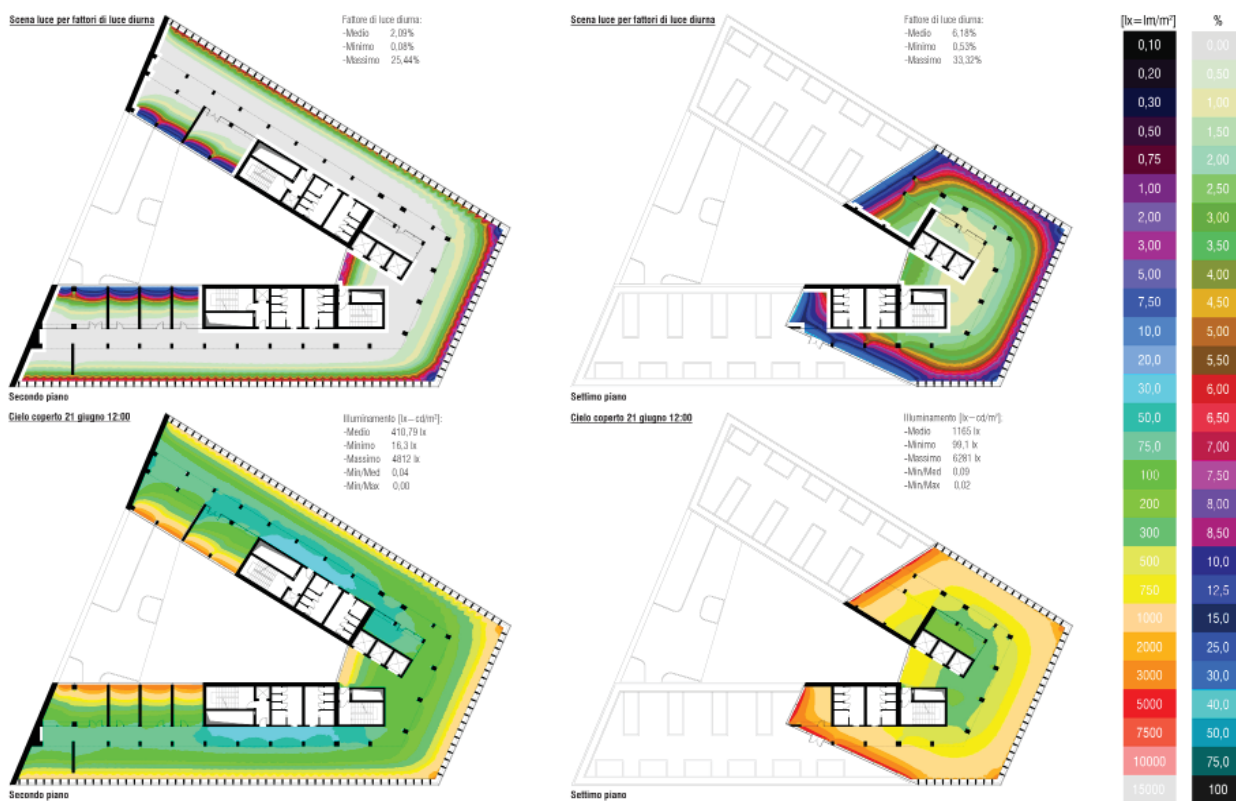 Scena luce per fattori di luce diurna
Fattore di luce diurna:
-Medio 2,09%
-Minimo 0,08%
-Massimo 25,44%
Secondo piano
Scena luce per fattori di luce diurna
Fattore di luce diurna:
-Medio 6,18%
-Minimo 0,53%
-Massimo 33,32%
Settimo piano
Cielo coperto 21 giugno 12:00
Illuminamento [lx=cd/m²]:
-Medio 410,79 lx
-Minimo 16,3 lx
-Massimo 4812 lx
-Min/Med 0,04
-Min/Max 0,00
Secondo piano
Cielo coperto 21 giugno 12:00
Illuminamento [lx=cd/m²]:
-Medio 1165 lx
-Minimo 99,1 lx
-Massimo 6281 lx
-Min/Med 0,09
-Min/Max 0,02
Settimo piano
[lx=lm/m²] %
0,10 0,00
0,20 0,50
0,30 1,00
0,50 1,50
0,75 2,00
1,00 2,50
2,00 3,00
3,00 3,50
5,00 4,00
7,50 4,50
10,0 5,00
20,0 5,50
30,0 6,00
50,0 6,50
75,0 7,00
100 7,50
200 8,00
300 8,50
500 10,0
750 12,5
1000 15,0
2000 25,0
3000 30,0
5000 40,0
7500 50,0
10000 75,0
15000 100